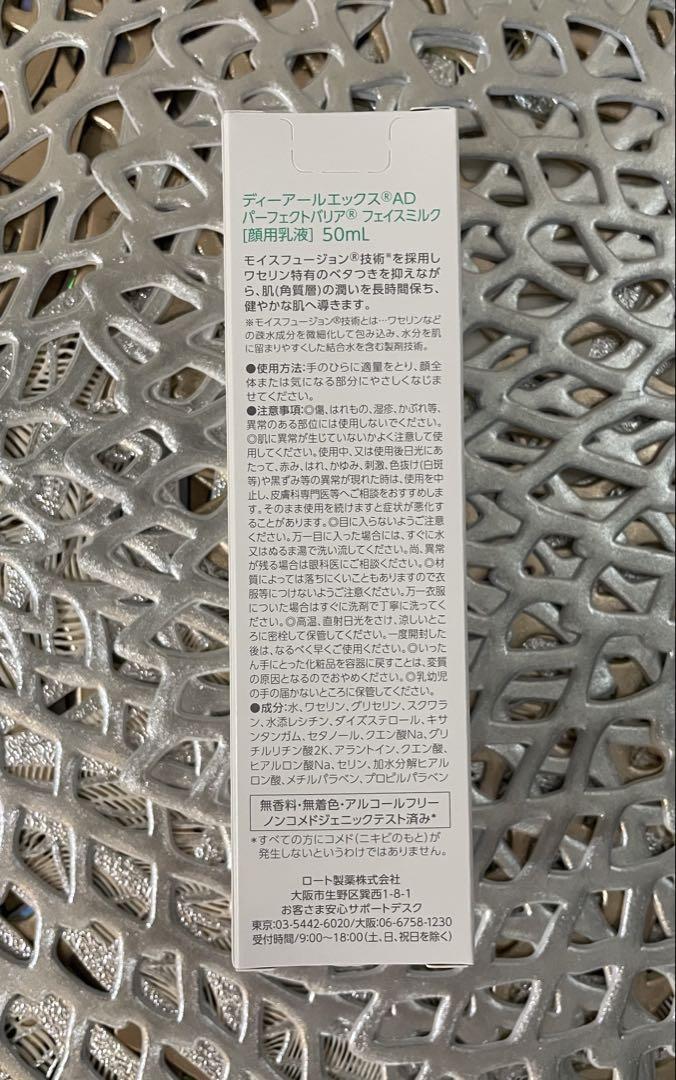 ディーアールエックス®AD
パーフェクトバリア® フェイスミルク
[顔用乳液] 50mL
モイスフュージョン®技術※を採用し
ワセリン特有のベタつきを抑えなが
ら、肌(角質層)の潤いを長時間保ち、
健やかな肌へ導きます。
※モイスフュージョン®技術とは…ワセリンなど
の疎水成分を微細化して包み込み、水分を肌
に留まりやすくした結合水を含む製剤技術。
●使用方法:手のひらに適量をとり、顔全
体または気になる部分にやさしくなじま
せてください。
●注意事項:◎傷、はれもの、湿疹、かぶれ等、
異常のある部位には使用しないでください。
◎肌に異常が生じていないかよく注意して使
用してください。使用中、又は使用後日光にあ
たって、赤み、はれ、かゆみ、刺激、色抜け(白斑
等)や黒ずみ等の異常が現れた時は、使用を中
止し、皮膚科専門医等へご相談をおすすめしま
す。そのまま使用を続けますと症状が悪化す
ることがあります。◎目に入らないようご注意
ください。万一目に入った場合には、すぐに水
又はぬるま湯で洗い流してください。尚、異常
が残る場合は眼科医にご相談ください。◎材
質によっては落ちにくいこともありますので衣
服等につけないようご注意ください。万一衣服
についた場合はすぐに洗剤で丁寧に洗ってく
ださい。◎高温、直射日光をさけ、涼しいとこ
ろに密栓して保管してください。一度開封した
後は、なるべく早くご使用ください。◎いった
ん手にとった化粧品を容器に戻すことは、変質
の原因となるのでおやめください。◎乳幼児
の手の届かないところに保管してください。
●成分:水、ワセリン、グリセリン、スクワラ
ン、水添レシチン、ダイズステロール、キサ
ンタンガム、セタノール、クエン酸Na、グリ
チルリチン酸2K、アラントイン、クエン酸、
ヒアルロン酸Na、セリン、加水分解ヒアル
ロン酸、メチルパラベン、プロピルパラベン
無香料・無着色・アルコールフリー
ノンコメドジェニックテスト済み*
*すべての方にコメド(ニキビのもと)が
発生しないというわけではありません。
ロート製薬株式会社
大阪市生野区巽西1-8-1
お客さま安心サポートデスク
東京:03-5442-6020/大阪:06-6758-1230
受付時間/9:00〜18:00(土、日、祝日を除く)